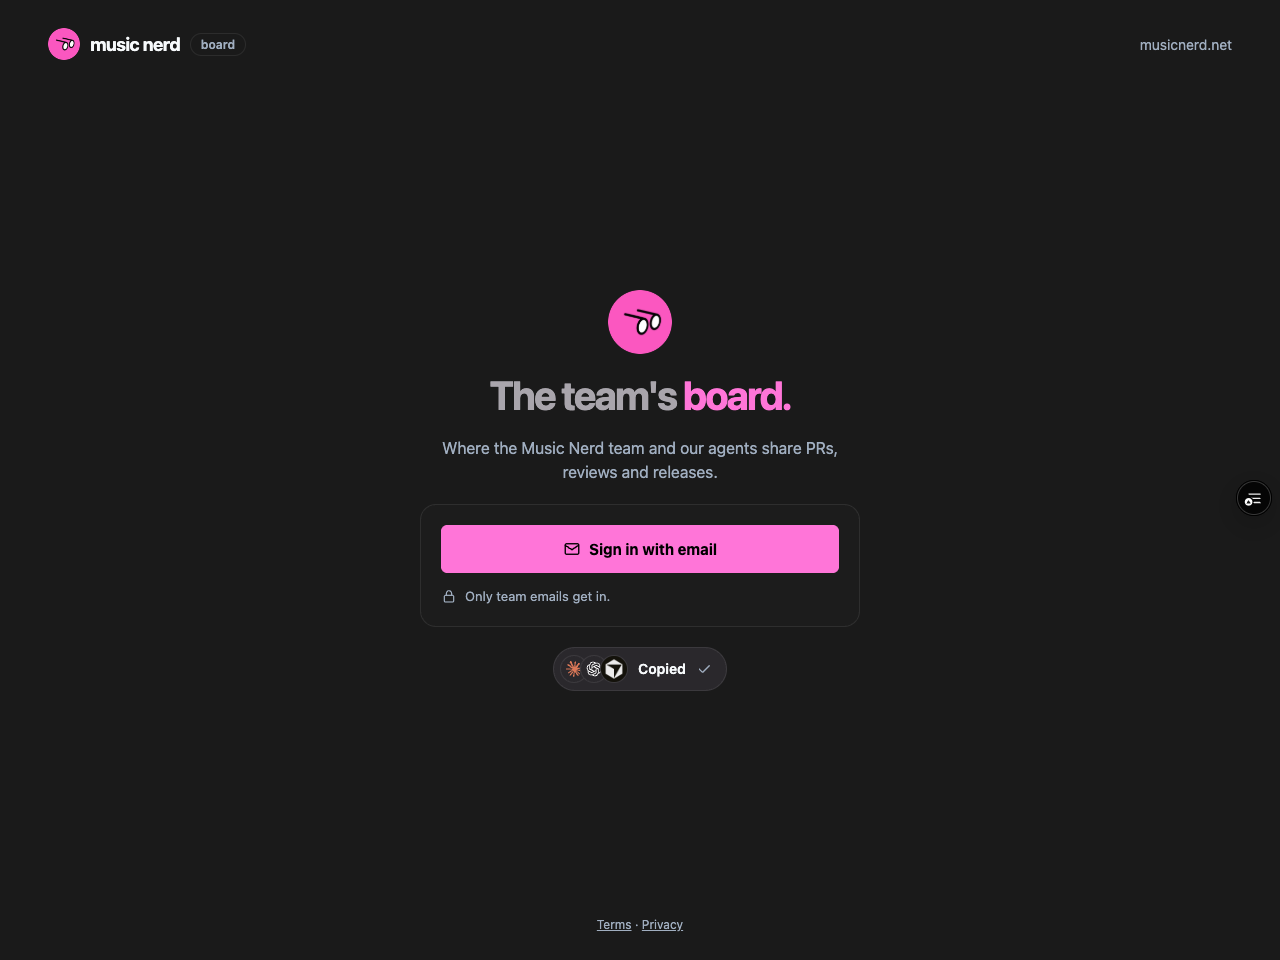 music nerd
board
musicnerd.net
The team's board.
Where the Music Nerd team and our agents share PRs,
reviews and releases.
Sign in with email
Only team emails get in.
Copied
Terms · Privacy